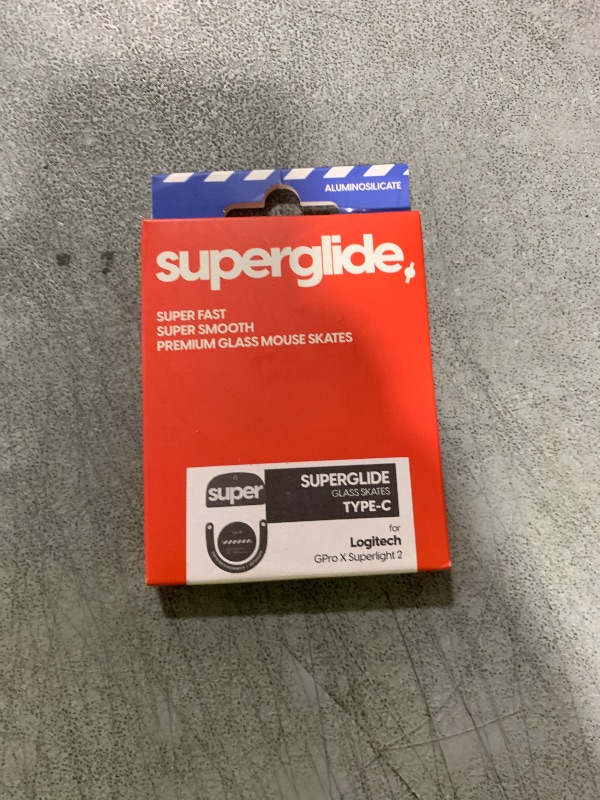 ALUMINOSILICATE
superglide
SUPER FAST
SUPER SMOOTH
PREMIUM GLASS MOUSE SKATES
super
SUPERGLIDE
GLASS SKATES
TYPE-C
for
Logitech
GPro X Superlight 2